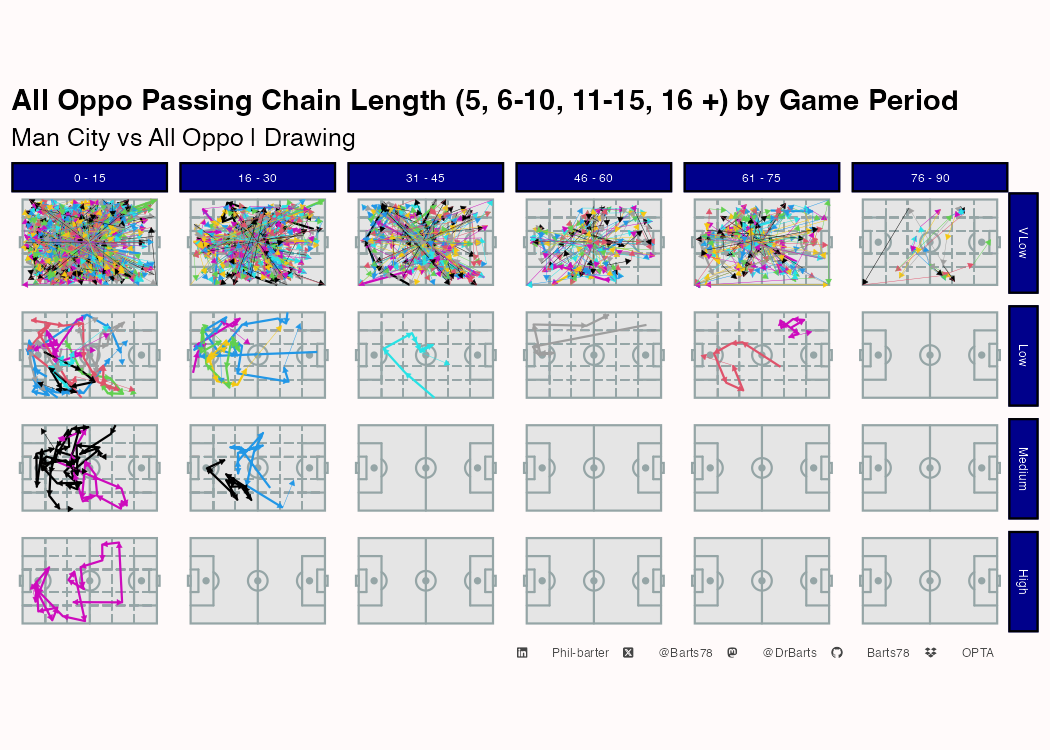 All Oppo Passing Chain Length (5, 6-10, 11-15, 16 +) by Game Period
Man City vs All Oppo | Drawing
0 - 15 16 - 30 31 - 45 46 - 60 61 - 75 76 - 90
VLow
Low
Medium
High
Phil-barter @Barts78 @DrBarts Barts78 OPTA